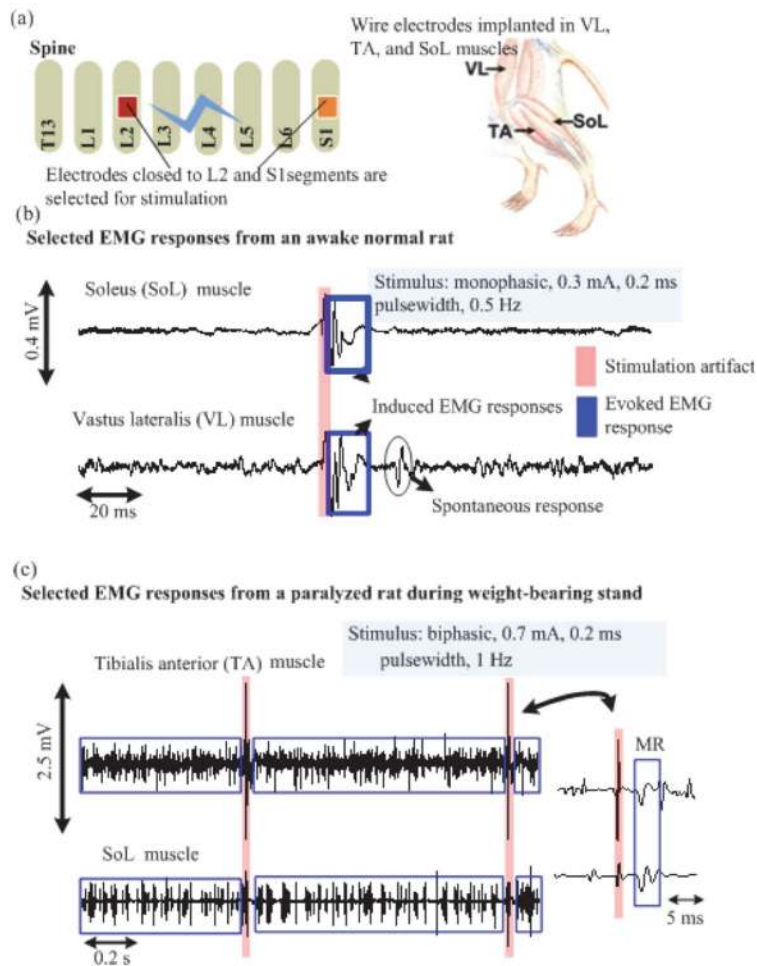 (a)
Spine
T13
L1
L2
L3
L4
L5
L6
S1
Electrodes closed to L2 and S1segments are
selected for stimulation
Wire electrodes implanted in VL,
TA, and SoL muscles
VL
TA
SoL
(b)
Selected EMG responses from an awake normal rat
Soleus (SoL) muscle
Stimulus: monophasic, 0.3 mA, 0.2 ms
pulsewidth, 0.5 Hz
0.4 mV
Stimulation artifact
Evoked EMG
response
Vastus lateralis (VL) muscle
Induced EMG responses
20 ms
Spontaneous response
(c)
Selected EMG responses from a paralyzed rat during weight-bearing stand
Stimulus: biphasic, 0.7 mA, 0.2 ms
pulsewidth, 1 Hz
Tibialis anterior (TA) muscle
2.5 mV
MR
SoL muscle
0.2 s
5 ms